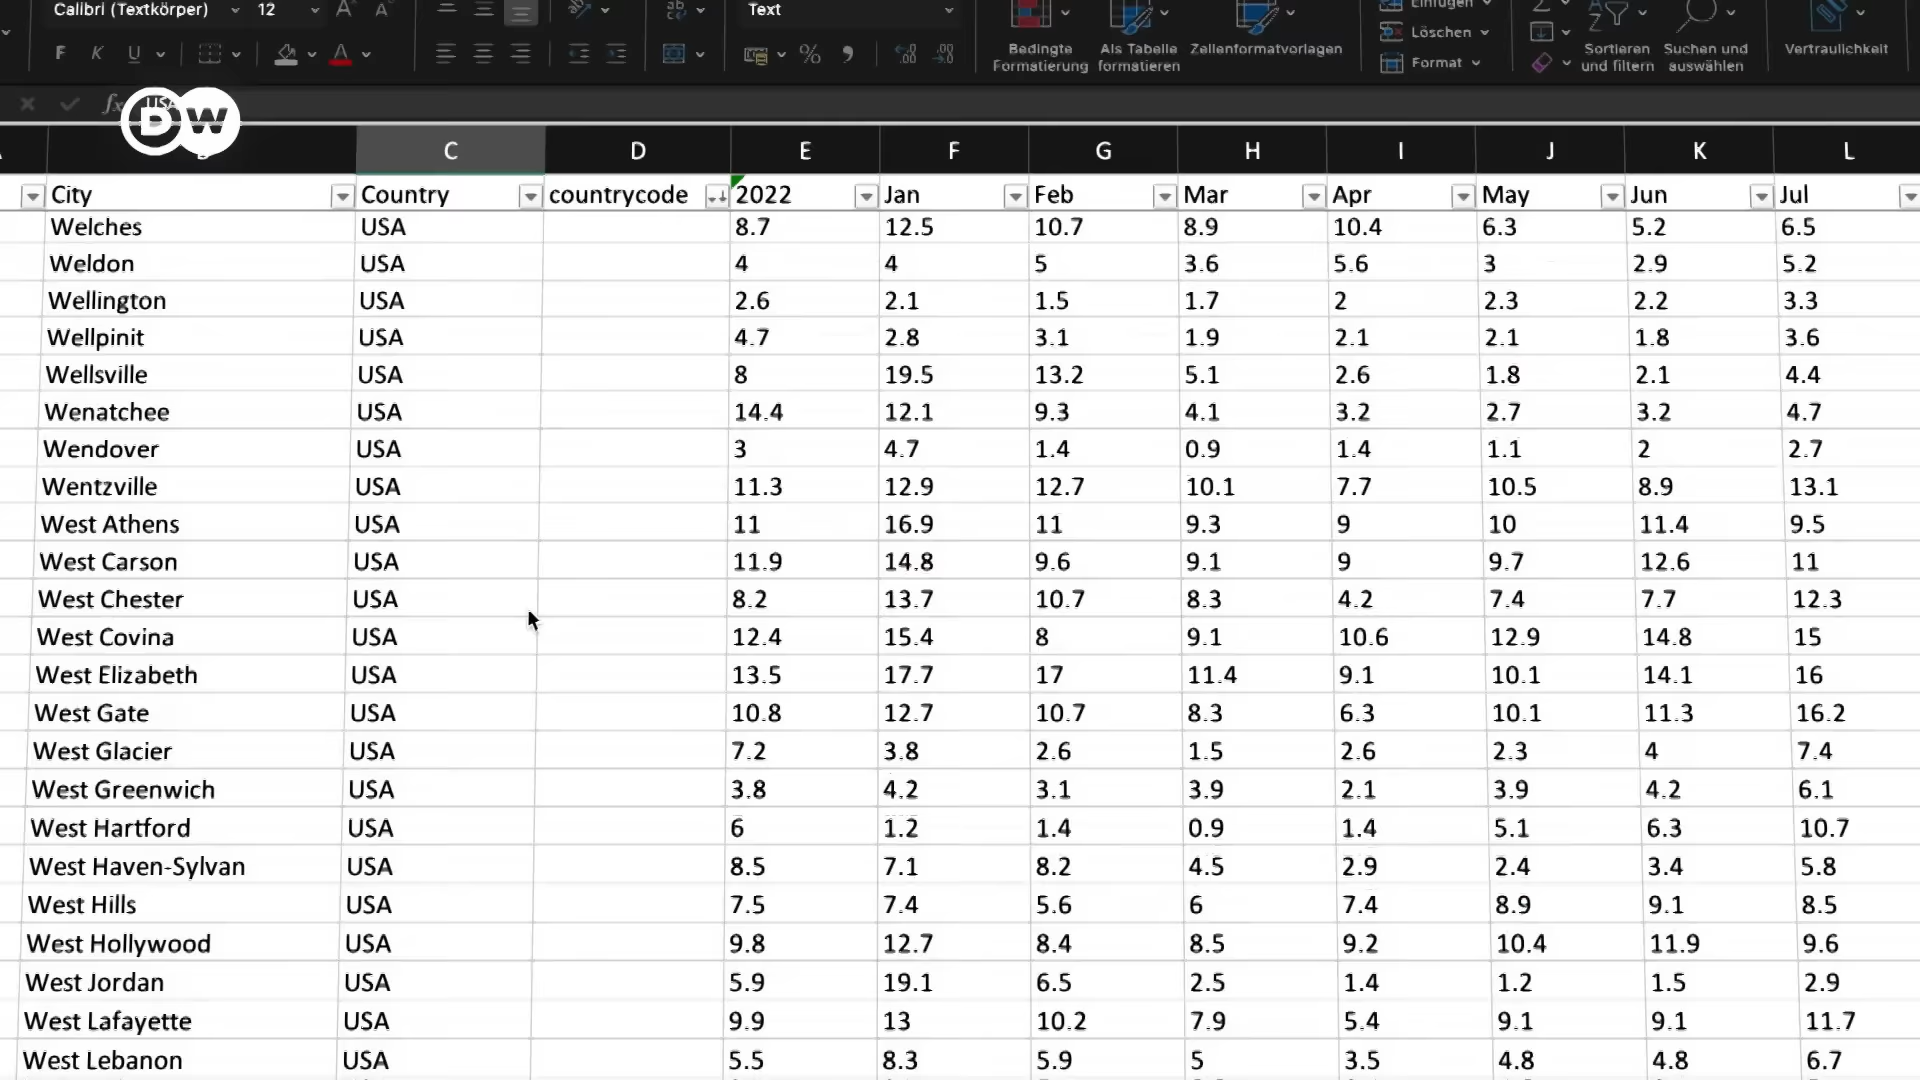 Calibri (Textkörper) 12 Text Einfügen
F K U A % Bedingte Als Tabelle Zellenformatvorlagen Löschen Sortieren Suchen und Vertraulichkeit
Formatierung formatieren Format und filtern auswählen
fx USA
DW
C D E F G H I J K L
City Country countrycode 2022 Jan Feb Mar Apr May Jun Jul
Welches USA 8.7 12.5 10.7 8.9 10.4 6.3 5.2 6.5
Weldon USA 4 4 5 3.6 5.6 3 2.9 5.2
Wellington USA 2.6 2.1 1.5 1.7 2 2.3 2.2 3.3
Wellpinit USA 4.7 2.8 3.1 1.9 2.1 2.1 1.8 3.6
Wellsville USA 8 19.5 13.2 5.1 2.6 1.8 2.1 4.4
Wenatchee USA 14.4 12.1 9.3 4.1 3.2 2.7 3.2 4.7
Wendover USA 3 4.7 1.4 0.9 1.4 1.1 2 2.7
Wentzville USA 11.3 12.9 12.7 10.1 7.7 10.5 8.9 13.1
West Athens USA 11 16.9 11 9.3 9 10 11.4 9.5
West Carson USA 11.9 14.8 9.6 9.1 9 9.7 12.6 11
West Chester USA 8.2 13.7 10.7 8.3 4.2 7.4 7.7 12.3
West Covina USA 12.4 15.4 8 9.1 10.6 12.9 14.8 15
West Elizabeth USA 13.5 17.7 17 11.4 9.1 10.1 14.1 16
West Gate USA 10.8 12.7 10.7 8.3 6.3 10.1 11.3 16.2
West Glacier USA 7.2 3.8 2.6 1.5 2.6 2.3 4 7.4
West Greenwich USA 3.8 4.2 3.1 3.9 2.1 3.9 4.2 6.1
West Hartford USA 6 1.2 1.4 0.9 1.4 5.1 6.3 10.7
West Haven-Sylvan USA 8.5 7.1 8.2 4.5 2.9 2.4 3.4 5.8
West Hills USA 7.5 7.4 5.6 6 7.4 8.9 9.1 8.5
West Hollywood USA 9.8 12.7 8.4 8.5 9.2 10.4 11.9 9.6
West Jordan USA 5.9 19.1 6.5 2.5 1.4 1.2 1.5 2.9
West Lafayette USA 9.9 13 10.2 7.9 5.4 9.1 9.1 11.7
West Lebanon USA 5.5 8.3 5.9 5 3.5 4.8 4.8 6.7